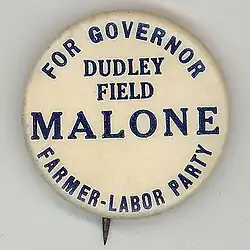 FOR GOVERNOR
DUDLEY
FIELD
MALONE
FARMER-LABOR PARTY